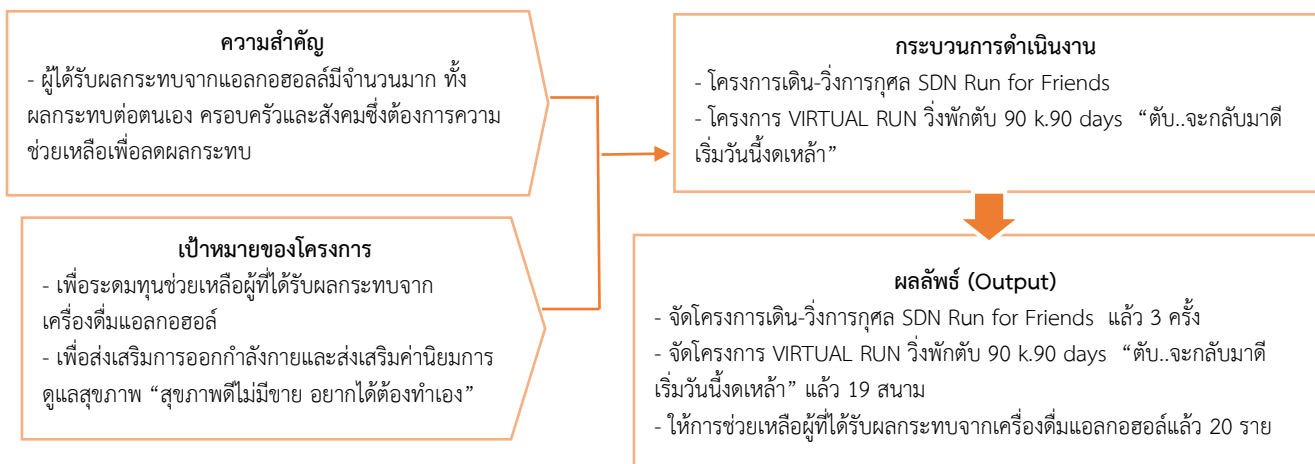 ความสำคัญ
- ผู้ได้รับผลกระทบจากแอลกอฮอลล์มีจำนวนมาก ทั้ง
ผลกระทบต่อตนเอง ครอบครัวและสังคมซึ่งต้องการความ
ช่วยเหลือเพื่อลดผลกระทบ
เป้าหมายของโครงการ
- เพื่อระดมทุนช่วยเหลือผู้ที่ได้รับผลกระทบจาก
เครื่องดื่มแอลกอฮอล์
- เพื่อส่งเสริมการออกกำลังกายและส่งเสริมค่านิยมการ
ดูแลสุขภาพ “สุขภาพดีไม่มีขาย อยากได้ต้องทำเอง”
กระบวนการดำเนินงาน
- โครงการเดิน-วิ่งการกุศล SDN Run for Friends
- โครงการ VIRTUAL RUN วิ่งพักตับ 90 k.90 days “ตับ..จะกลับมาดี
เริ่มวันนี้งดเหล้า”
ผลลัพธ์ (Output)
- จัดโครงการเดิน-วิ่งการกุศล SDN Run for Friends แล้ว 3 ครั้ง
- จัดโครงการ VIRTUAL RUN วิ่งพักตับ 90 k.90 days “ตับ..จะกลับมาดี
เริ่มวันนี้งดเหล้า” แล้ว 19 สนาม
- ให้การช่วยเหลือผู้ที่ได้รับผลกระทบจากเครื่องดื่มแอลกอฮอล์แล้ว 20 ราย